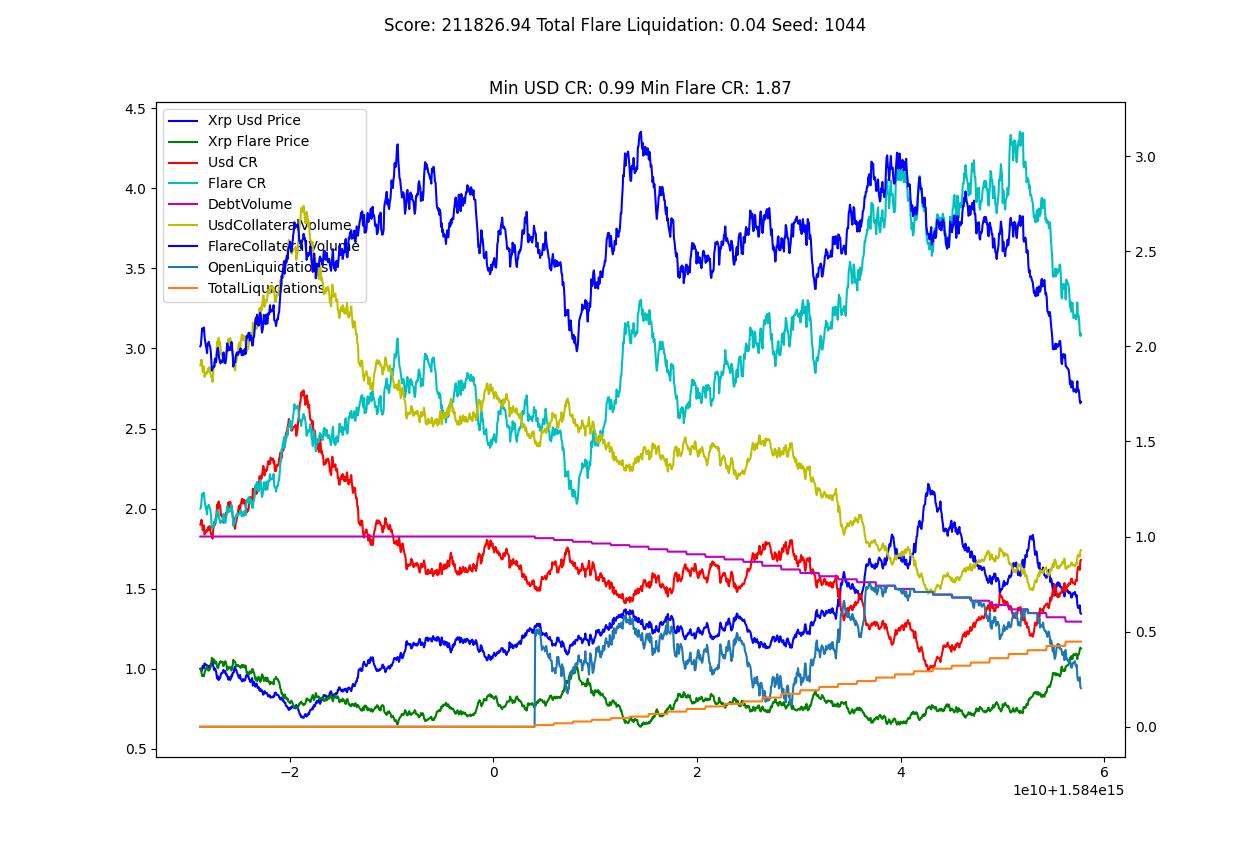 Score: 211826.94 Total Flare Liquidation: 0.04 Seed: 1044
Min USD CR: 0.99 Min Flare CR: 1.87
Xrp Usd Price
Xrp Flare Price
Usd CR
Flare CR
DebtVolume
UsdCollateralVolume
FlareCollateralVolume
OpenLiquidations
TotalLiquidations
4.5
4.0
3.5
3.0
2.5
2.0
1.5
1.0
0.5
3.0
2.5
2.0
1.5
1.0
0.5
0.0
−2
0
2
4
6
1e10+1.584e15